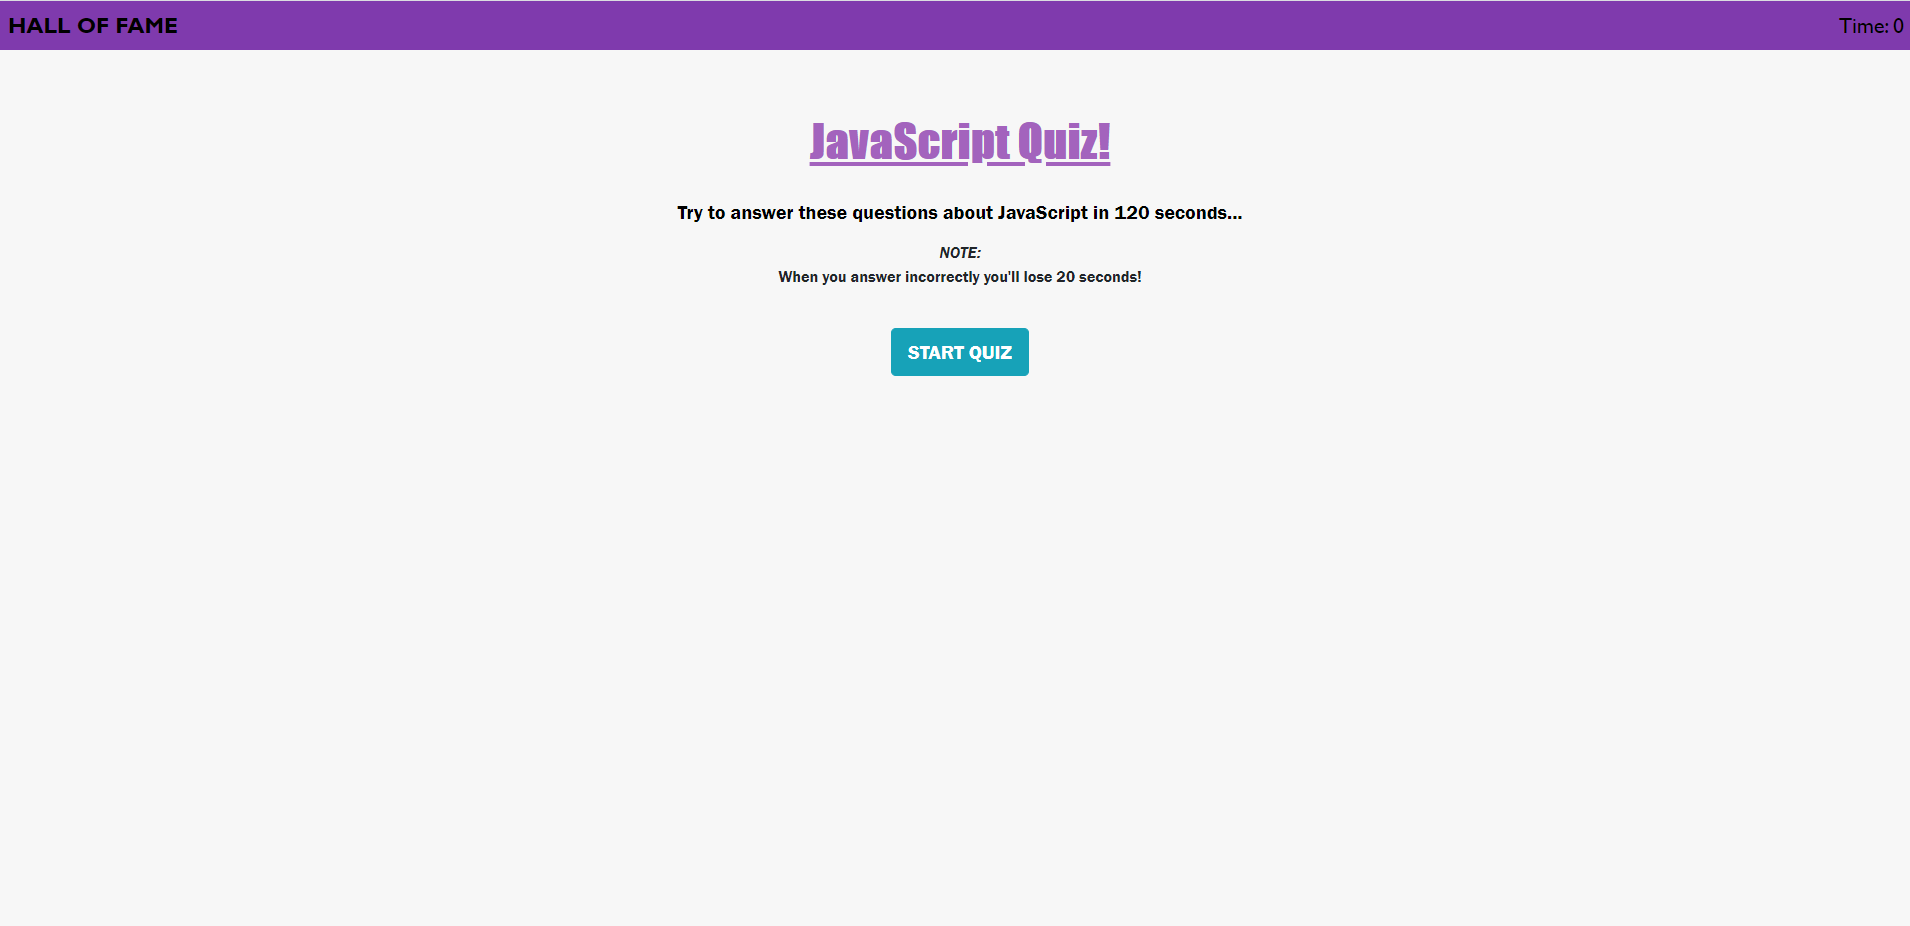 HALL OF FAME
Time: 0
JavaScript Quiz!
Try to answer these questions about JavaScript in 120 seconds...
NOTE:
When you answer incorrectly you'll lose 20 seconds!
START QUIZ